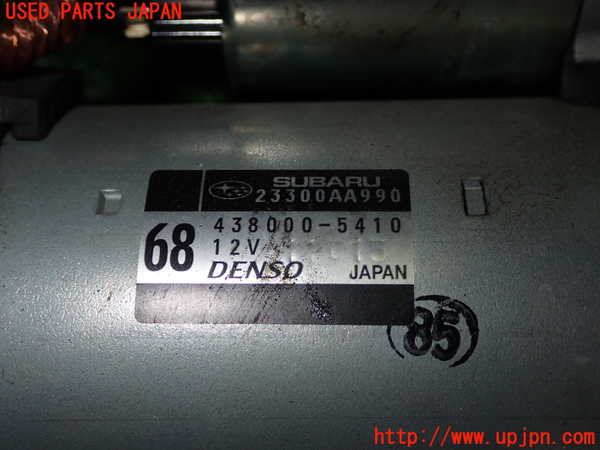 USED PARTS JAPAN
SUBARU
23300AA990
68
438000-5410
12V
DENSO JAPAN
(85)
http://www.upjpn.com/